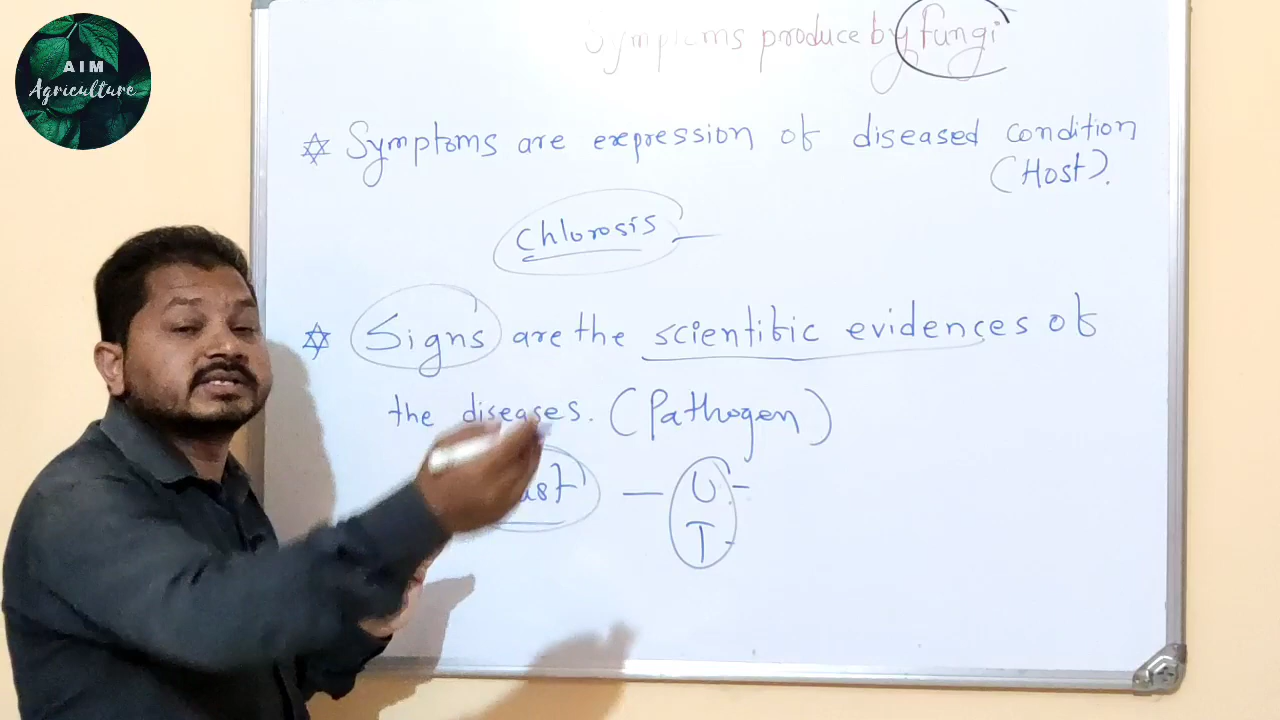 AIM
Agriculture
Symptoms produce by fungi
Symptoms are expression of diseased condition
(Host).
chlorosis
Signs are the scientific evidences of
the diseases. (Pathogen)
U
T